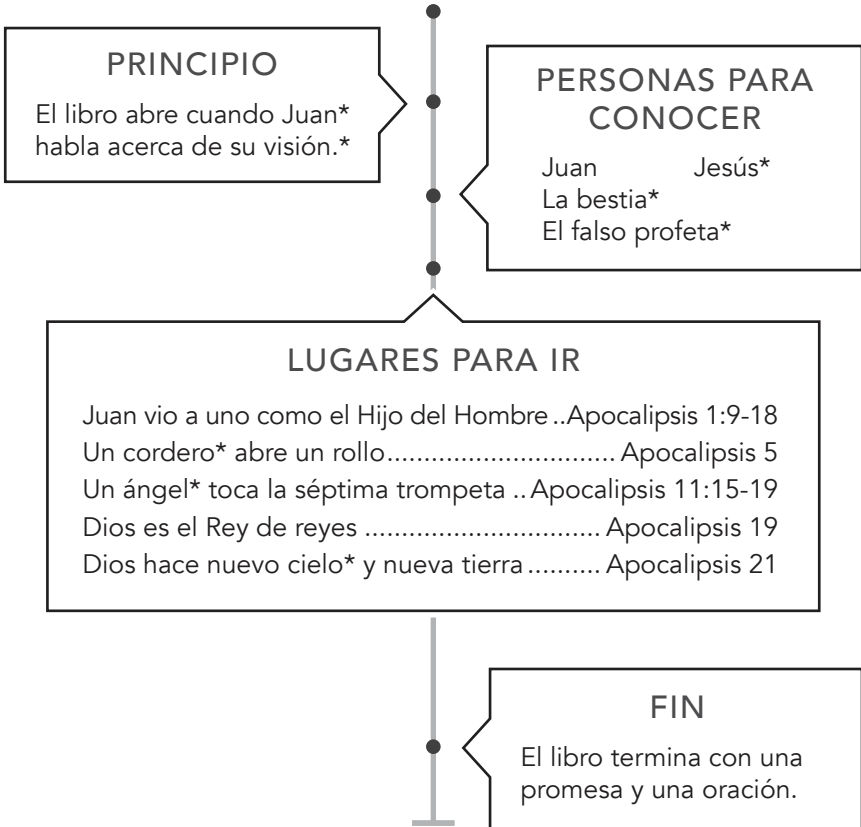 PRINCIPIO
El libro abre cuando Juan*
habla acerca de su visión.*
PERSONAS PARA
CONOCER
Juan Jesús*
La bestia*
El falso profeta*
LUGARES PARA IR
Juan vio a uno como el Hijo del Hombre ..Apocalipsis 1:9-18
Un cordero* abre un rollo.............................. Apocalipsis 5
Un ángel* toca la séptima trompeta ..Apocalipsis 11:15-19
Dios es el Rey de reyes ............................... Apocalipsis 19
Dios hace nuevo cielo* y nueva tierra.......... Apocalipsis 21
FIN
El libro termina con una
promesa y una oración.